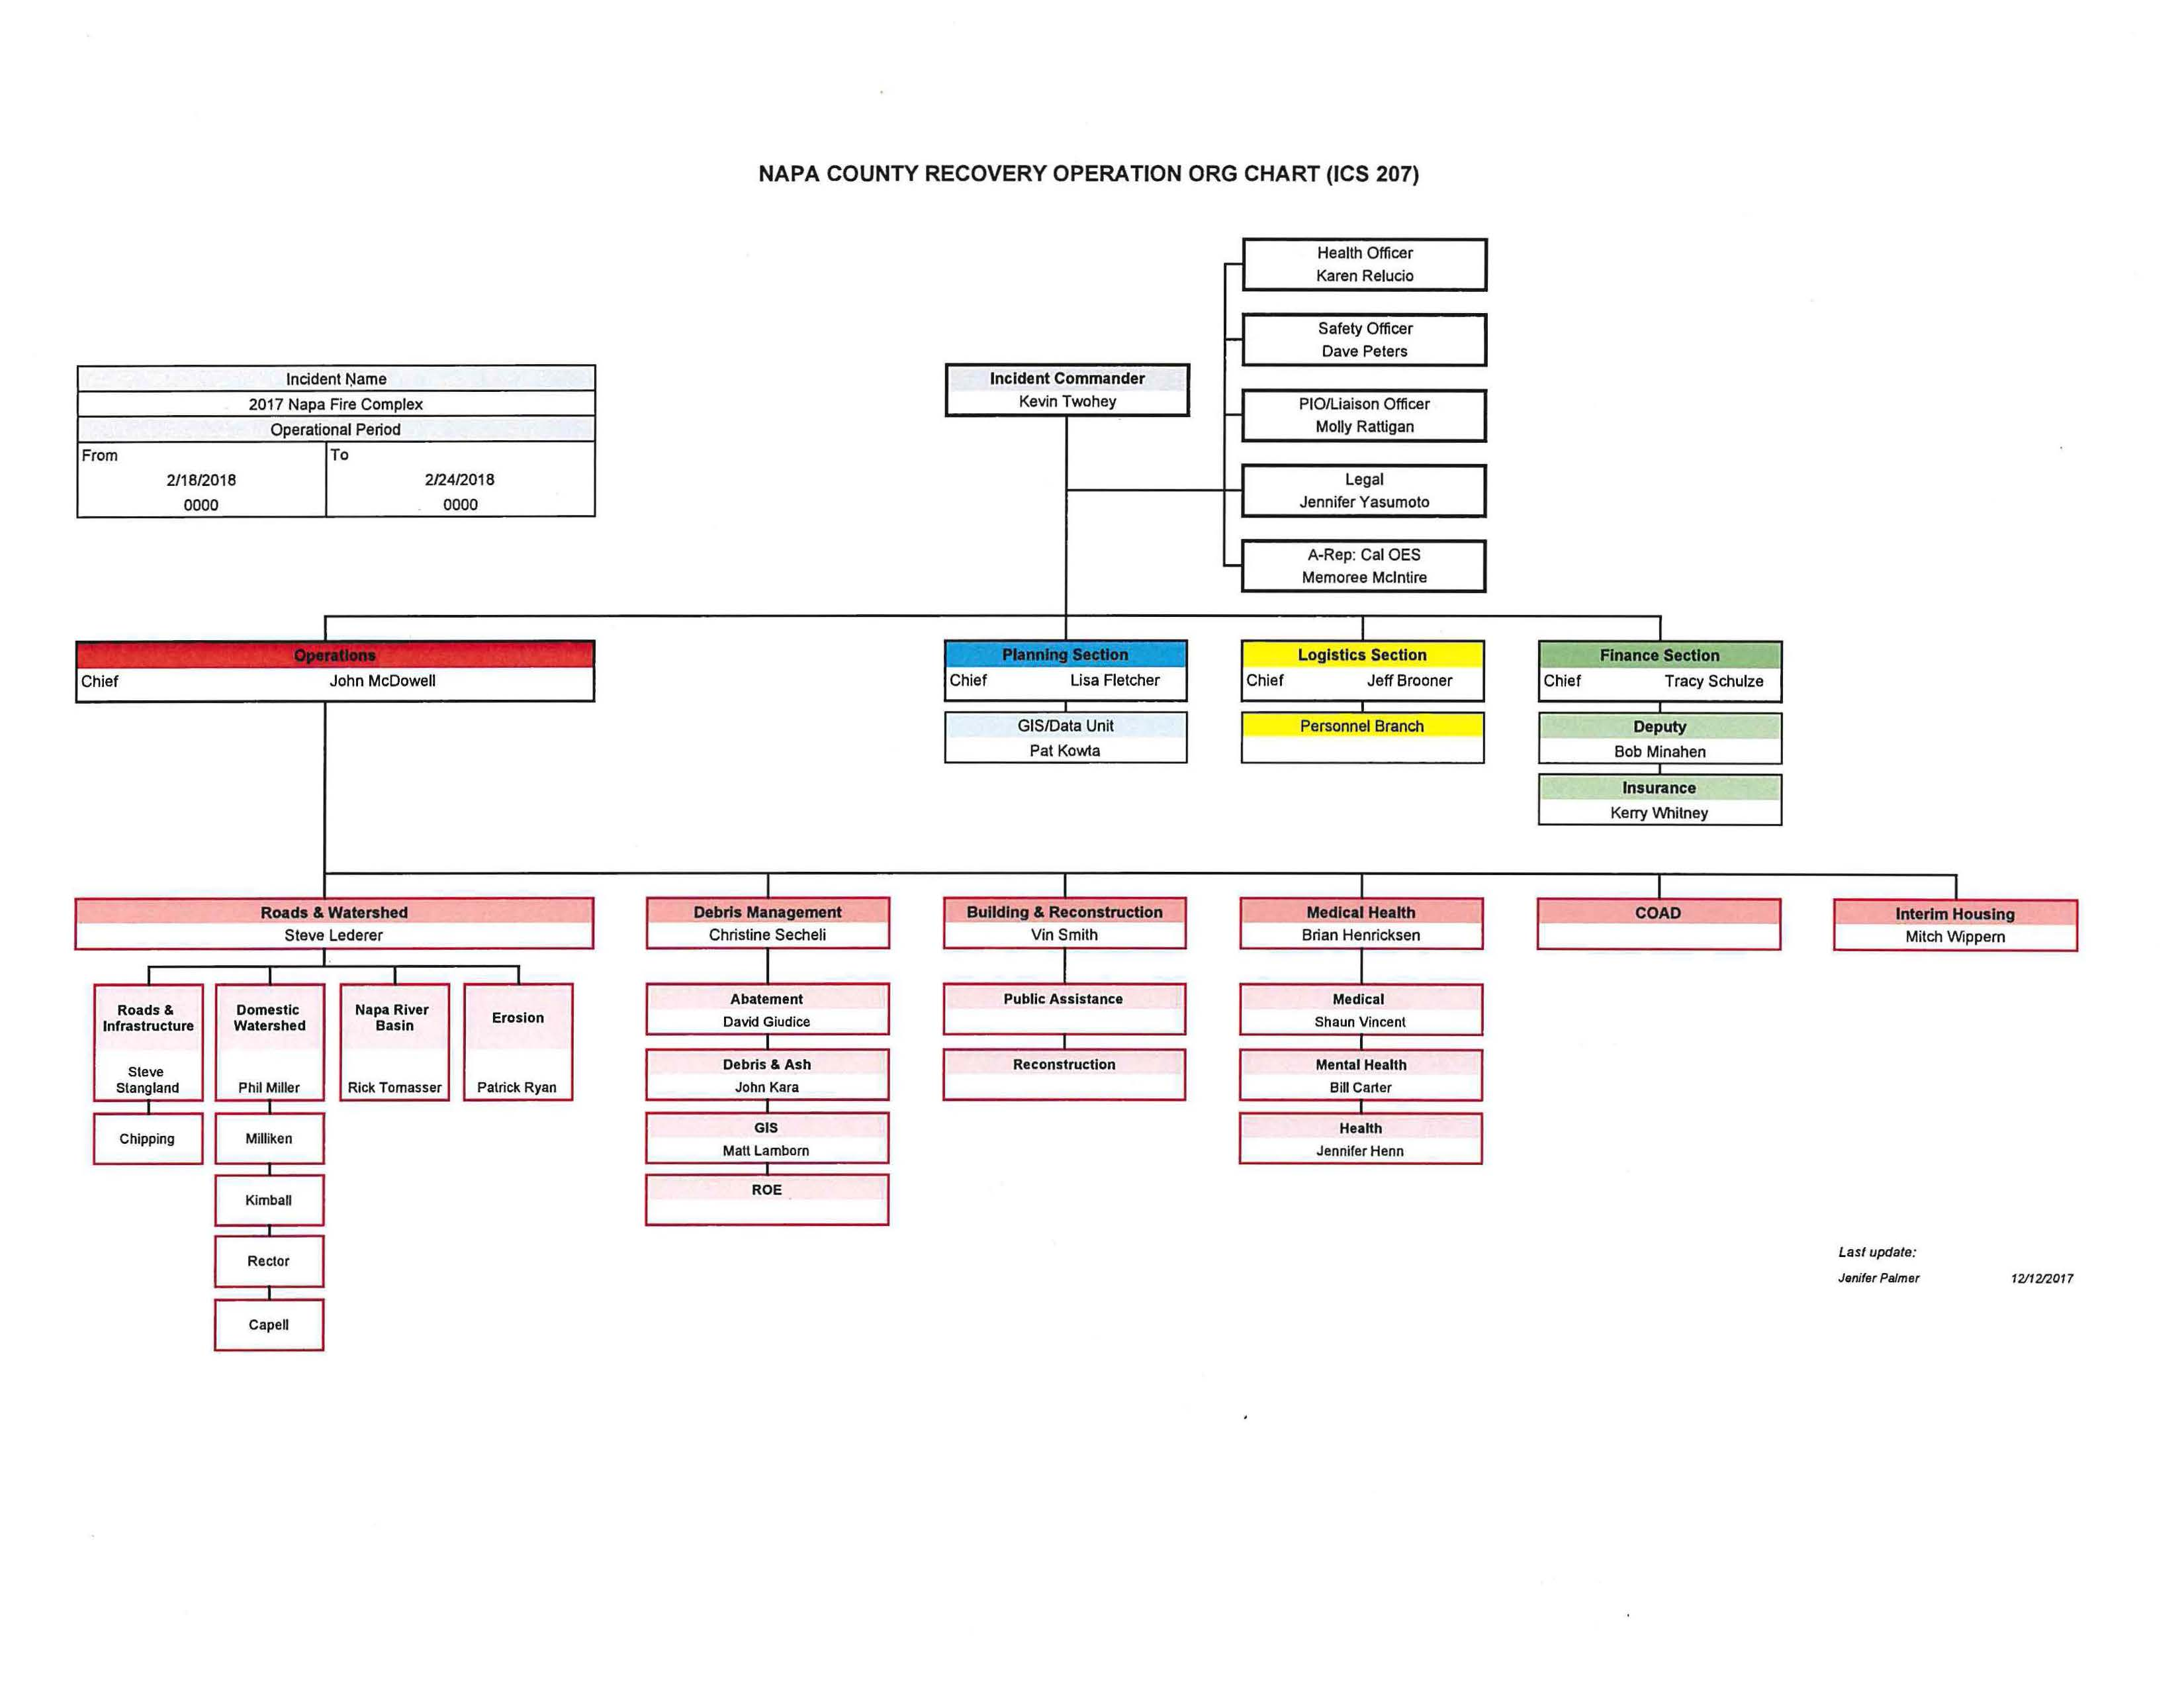 NAPA COUNTY RECOVERY OPERATION ORG CHART (ICS 207)
Health Officer
Karen Relucio
Safety Officer
Dave Peters
PIO/Liaison Officer
Molly Rattigan
Legal
Jennifer Yasumoto
A-Rep: Cal OES
Memoree McIntire
Incident Commander
Kevin Twohey
Incident Name
2017 Napa Fire Complex
Operational Period
From To
2/18/2018 2/24/2018
0000 0000
Operations
Chief John McDowell
Planning Section
Chief Lisa Fletcher
GIS/Data Unit
Pat Kowta
Logistics Section
Chief Jeff Brooner
Personnel Branch
Finance Section
Chief Tracy Schulze
Deputy
Bob Minahen
Insurance
Kerry Whitney
Roads & Watershed
Steve Lederer
Roads &
Infrastructure
Steve
Stangland
Chipping
Domestic
Watershed
Phil Miller
Milliken
Kimball
Rector
Capell
Napa River
Basin
Rick Tomasser
Erosion
Patrick Ryan
Debris Management
Christine Secheli
Abatement
David Giudice
Debris & Ash
John Kara
GIS
Matt Lamborn
ROE
Building & Reconstruction
Vin Smith
Public Assistance
Reconstruction
Medical Health
Brian Henricksen
Medical
Shaun Vincent
Mental Health
Bill Carter
Health
Jennifer Henn
COAD
Interim Housing
Mitch Wippern
Last update:
Jenifer Palmer 12/12/2017